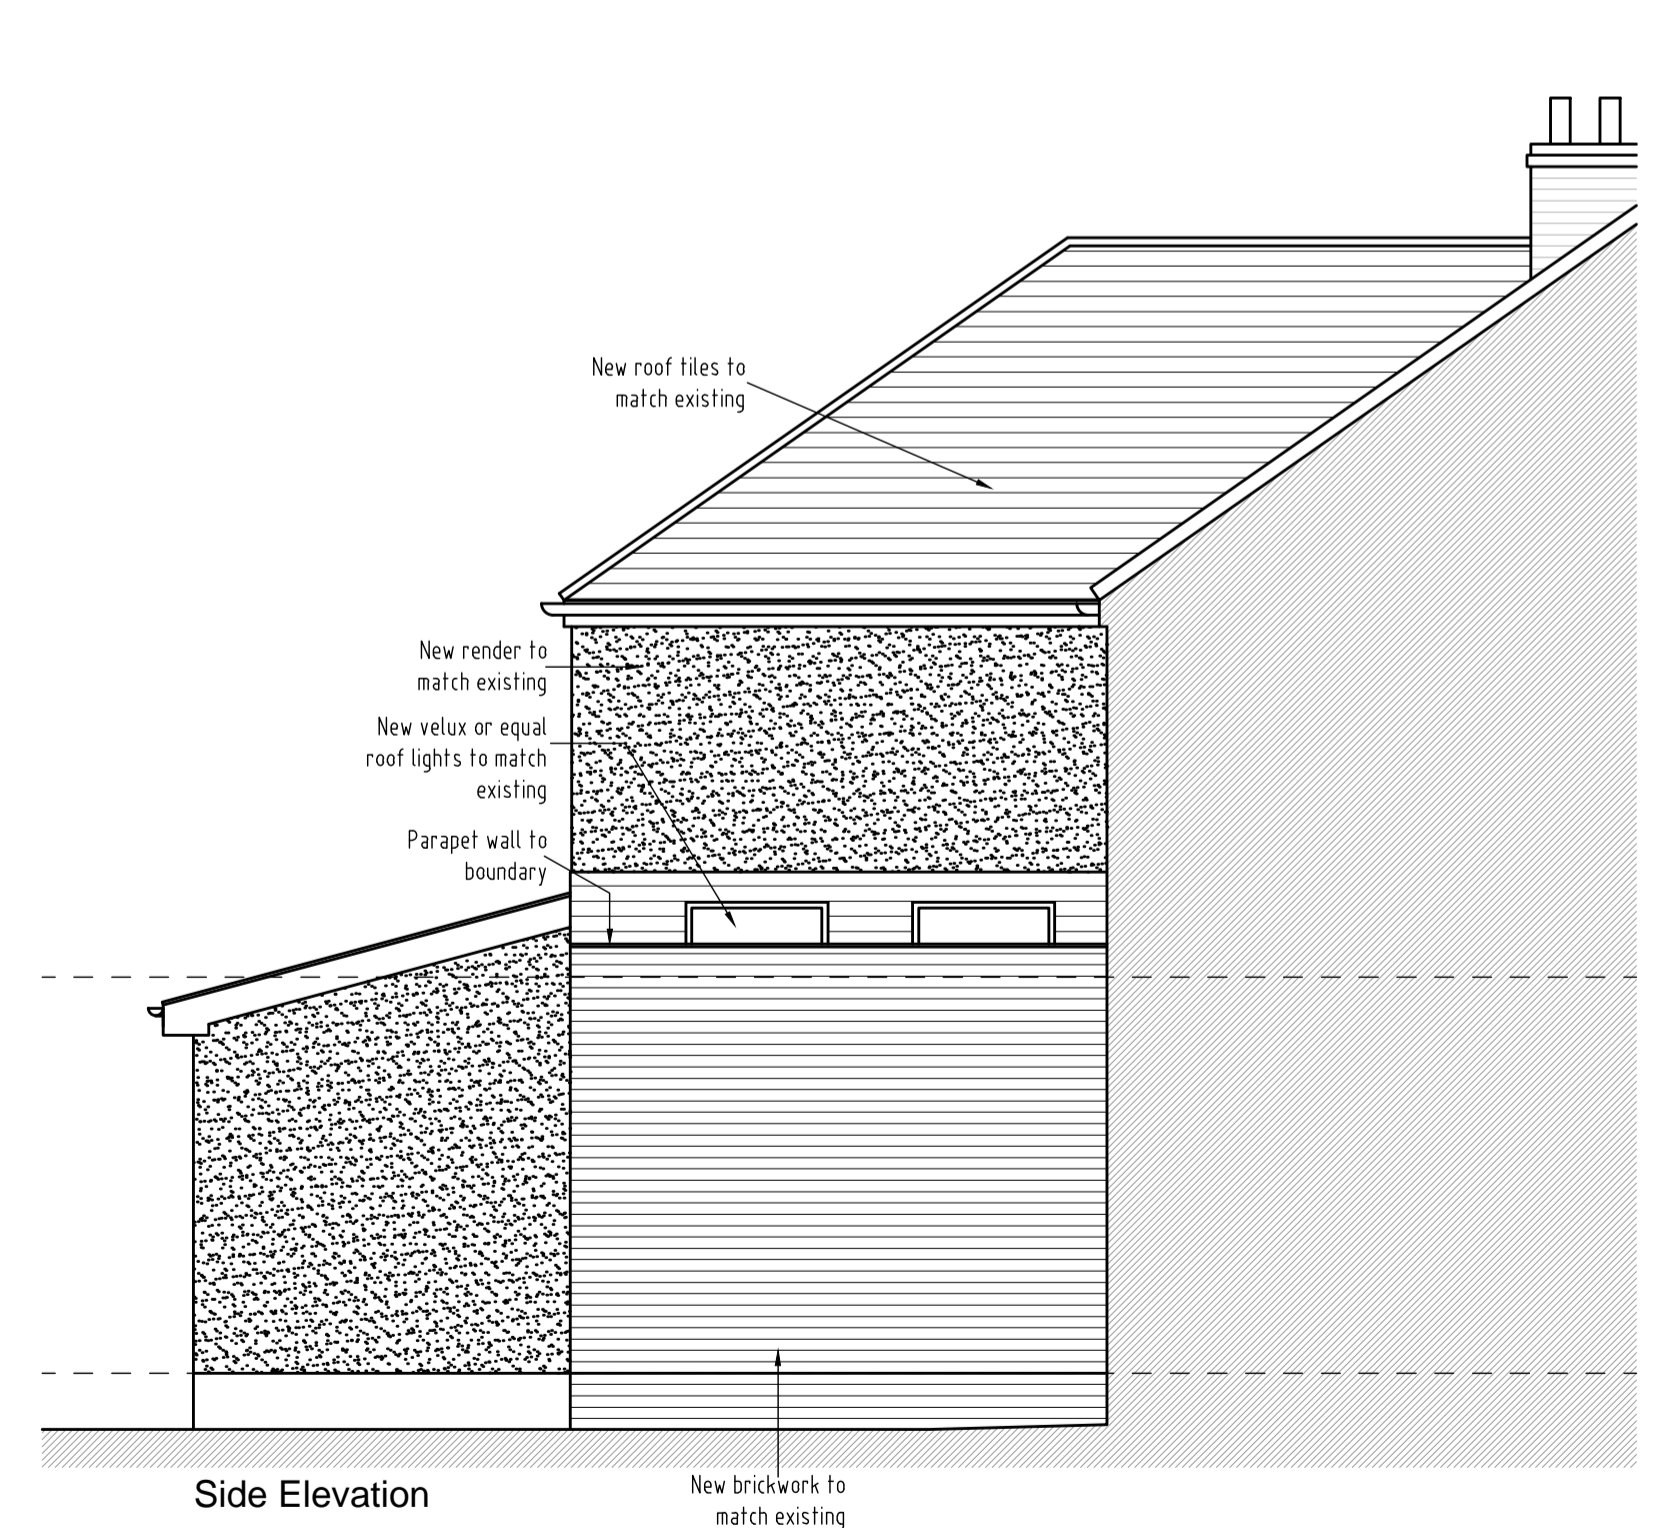 New roof tiles to
match existing
New render to
match existing
New velux or equal
roof lights to match
existing
Parapet wall to
boundary
Side Elevation
New brickwork to
match existing